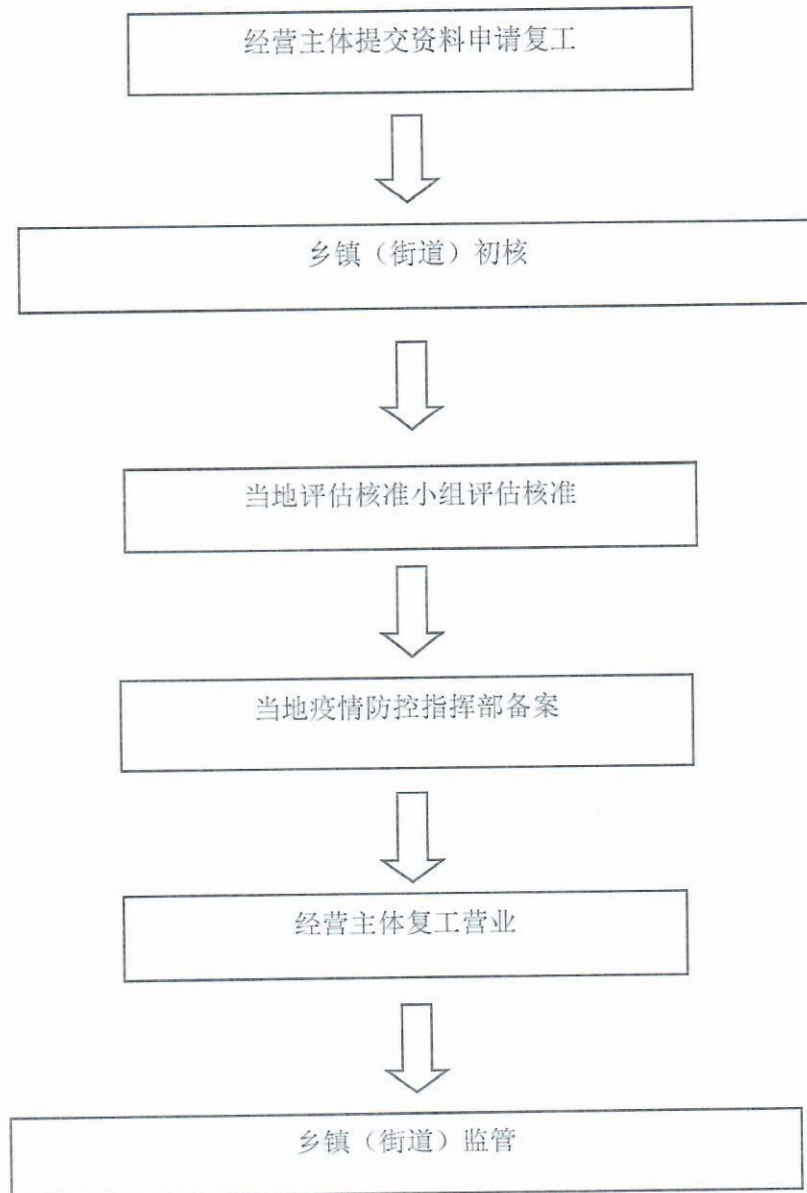 经营主体提交资料申请复工
乡镇（街道）初核
当地评估核准小组评估核准
当地疫情防控指挥部备案
经营主体复工营业
乡镇（街道）监管